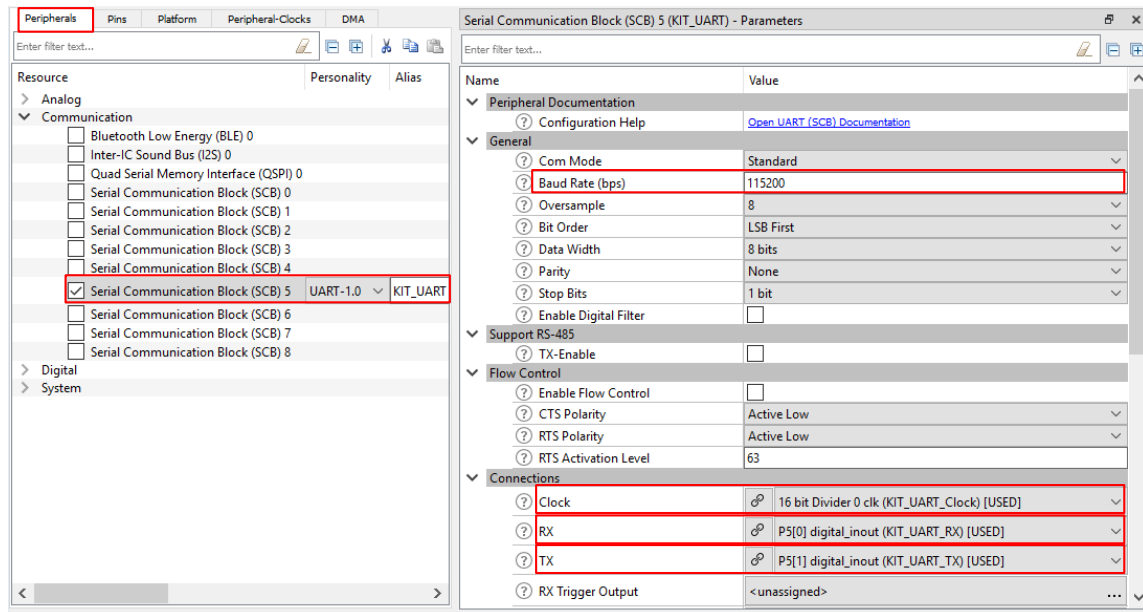 Peripherals Pins Platform Peripheral-Clocks DMA
Enter filter text...
Resource Personality Alias
Analog
Communication
Bluetooth Low Energy (BLE) 0
Inter-IC Sound Bus (I2S) 0
Quad Serial Memory Interface (QSPI) 0
Serial Communication Block (SCB) 0
Serial Communication Block (SCB) 1
Serial Communication Block (SCB) 2
Serial Communication Block (SCB) 3
Serial Communication Block (SCB) 4
Serial Communication Block (SCB) 5 UART-1.0 KIT_UART
Serial Communication Block (SCB) 6
Serial Communication Block (SCB) 7
Serial Communication Block (SCB) 8
Digital
System
Serial Communication Block (SCB) 5 (KIT_UART) - Parameters
Enter filter text...
Name Value
Peripheral Documentation
? Configuration Help Open UART (SCB) Documentation
General
? Com Mode Standard
? Baud Rate (bps) 115200
? Oversample 8
? Bit Order LSB First
? Data Width 8 bits
? Parity None
? Stop Bits 1 bit
? Enable Digital Filter
Support RS-485
? TX-Enable
Flow Control
? Enable Flow Control
? CTS Polarity Active Low
? RTS Polarity Active Low
? RTS Activation Level 63
Connections
? Clock 16 bit Divider 0 clk (KIT_UART_Clock) [USED]
? RX P5[0] digital_inout (KIT_UART_RX) [USED]
? TX P5[1] digital_inout (KIT_UART_TX) [USED]
? RX Trigger Output <unassigned> ...